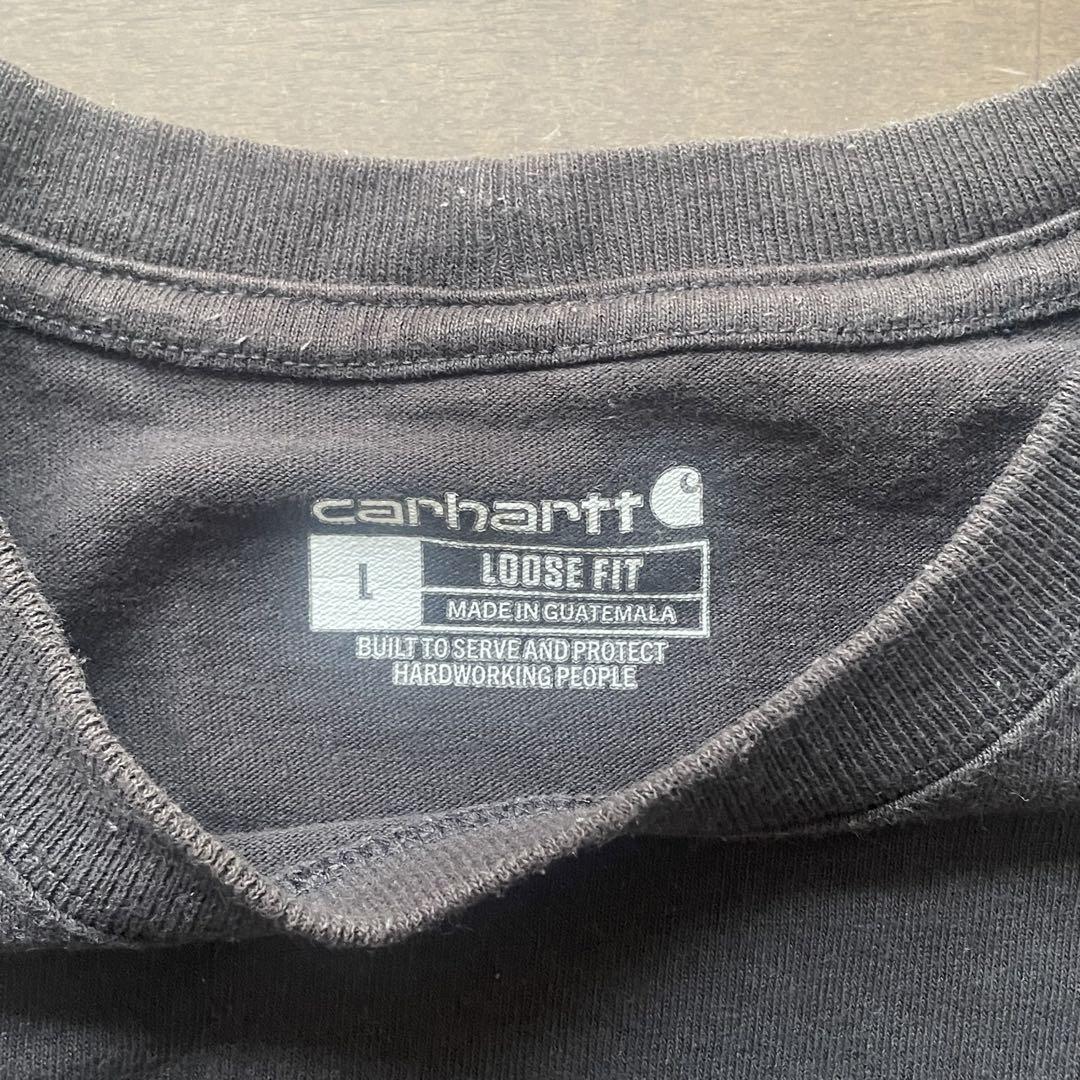 carhartt
L
LOOSE FIT
MADE IN GUATEMALA
BUILT TO SERVE AND PROTECT
HARDWORKING PEOPLE